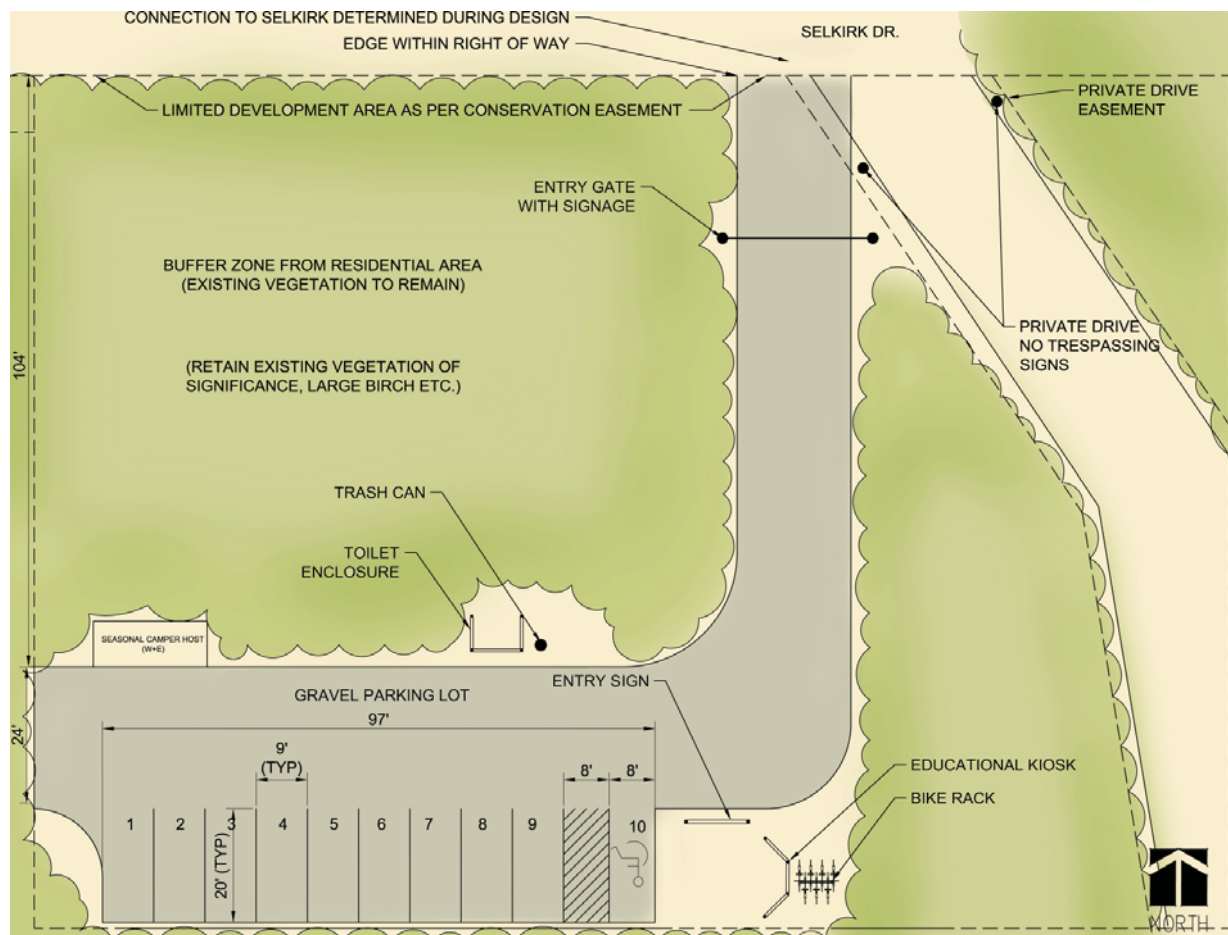 CONNECTION TO SELKIRK DETERMINED DURING DESIGN
SELKIRK DR.
EDGE WITHIN RIGHT OF WAY
LIMITED DEVELOPMENT AREA AS PER CONSERVATION EASEMENT
PRIVATE DRIVE
EASEMENT
ENTRY GATE
WITH SIGNAGE
BUFFER ZONE FROM RESIDENTIAL AREA
(EXISTING VEGETATION TO REMAIN)
PRIVATE DRIVE
NO TRESPASSING
SIGNS
104'
(RETAIN EXISTING VEGETATION OF
SIGNIFICANCE, LARGE BIRCH ETC.)
TRASH CAN
TOILET
ENCLOSURE
SEASONAL CAMPER HOST
(W+E)
ENTRY SIGN
GRAVEL PARKING LOT
97'
24'
9'
(TYP)
8'
8'
EDUCATIONAL KIOSK
BIKE RACK
1
2
3
4
5
6
7
8
9
10
20' (TYP)
NORTH